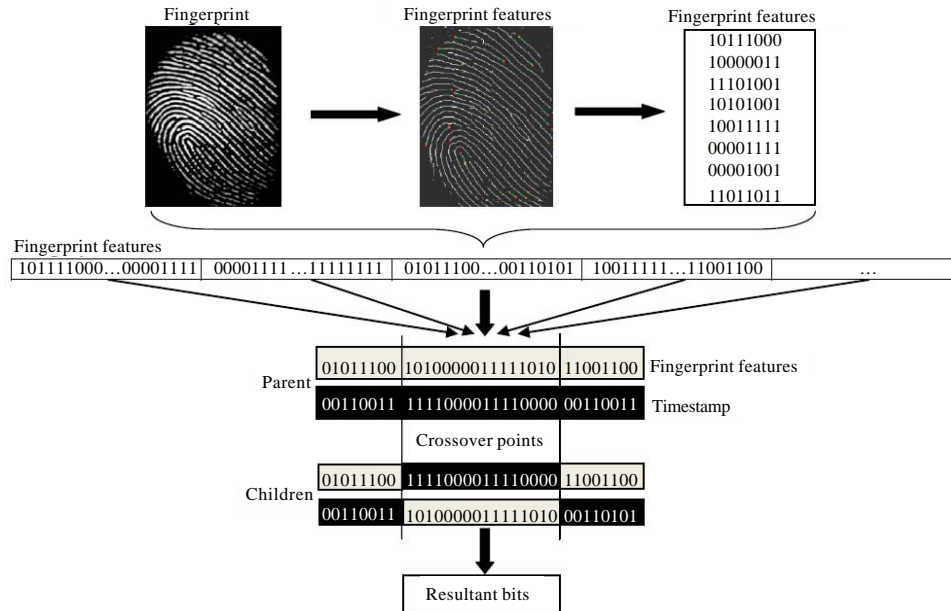 Fingerprint
Fingerprint features
Fingerprint features
10111000
10000011
11101001
10101001
10011111
00001111
00001001
11011011
Fingerprint features
101111000...00001111 00001111 ...11111111 01011100...00110101 10011111...11001100 ...
Parent
01011100 1010000011111010 11001100 Fingerprint features
00110011 1111000011110000 00110011 Timestamp
Crossover points
Children
01011100 1111000011110000 11001100
00110011 1010000011111010 00110101
Resultant bits